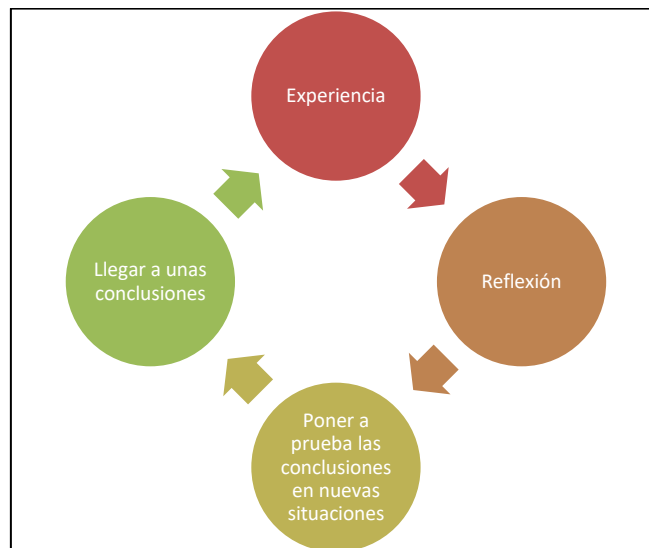 Experiencia
Reflexión
Poner a
prueba las
conclusiones
en nuevas
situaciones
Llegar a unas
conclusiones